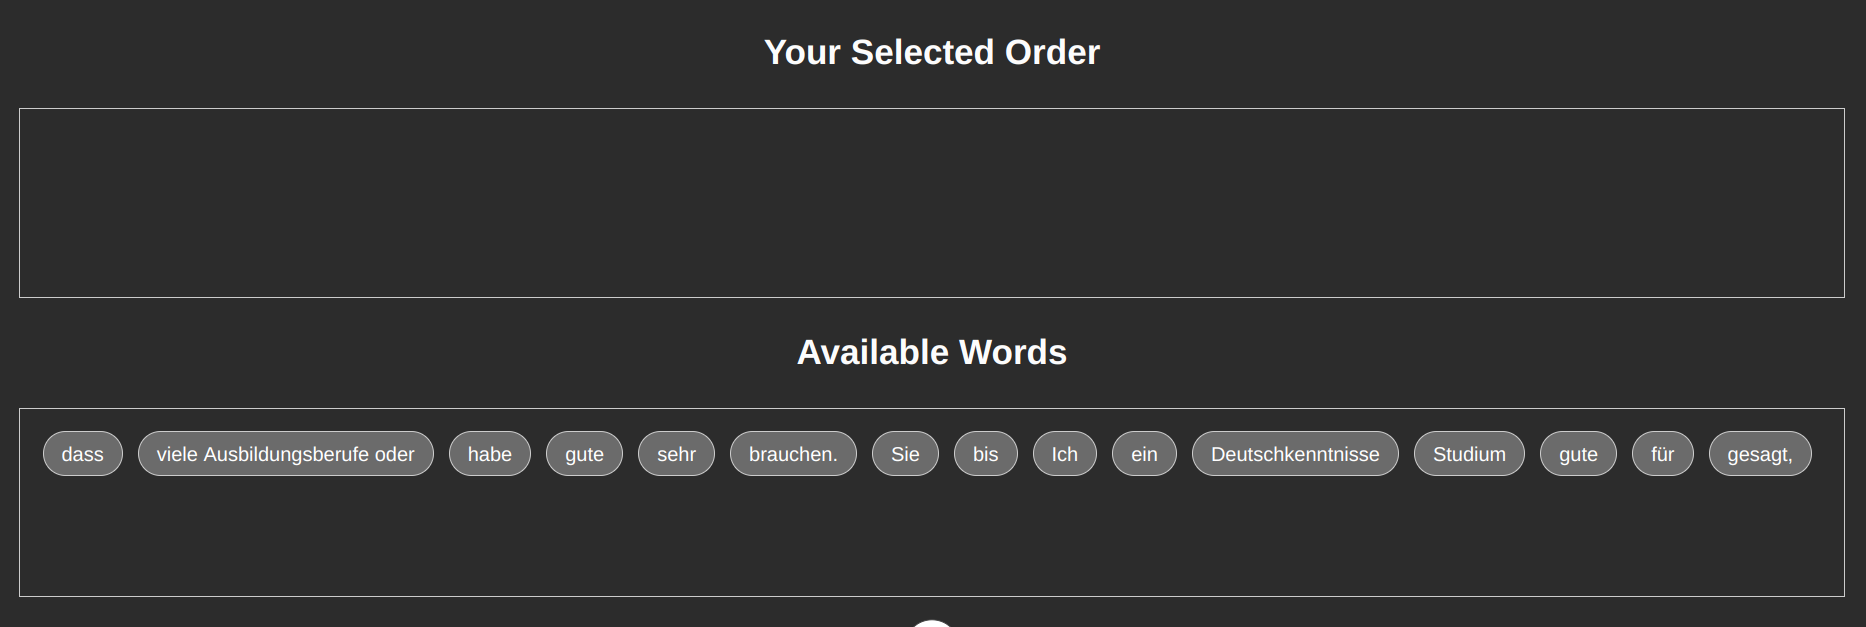 Your Selected Order
Available Words
dass viele Ausbildungsberufe oder habe gute sehr brauchen. Sie bis Ich ein Deutschkenntnisse Studium gute für gesagt,